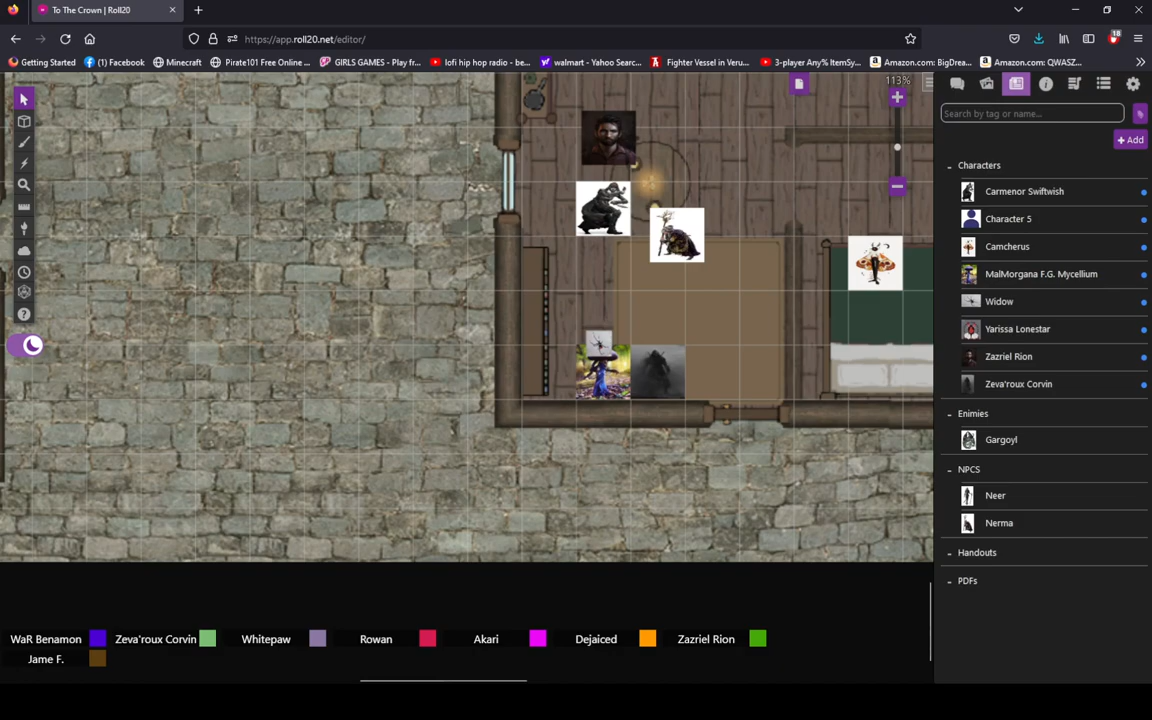 To The Crown | Roll20
https://app.roll20.net/editor/
18
Getting Started
(1) Facebook
Minecraft
Pirate101 Free Online ...
GIRLS GAMES - Play fr...
lofi hip hop radio - be...
walmart - Yahoo Searc...
Fighter Vessel in Veru...
3-player Any% ItemSy...
Amazon.com: BigDrea...
Amazon.com: QWASZ...
113%
Search by tag or name...
+ Add
Characters
Carmenor Swiftwish
Character 5
Camcherus
MalMorgana F.G. Mycellium
Widow
Yarissa Lonestar
Zazriel Rion
Zeva'roux Corvin
Enimies
Gargoyl
NPCS
Neer
Nerma
Handouts
PDFs
WaR Benamon
Zeva'roux Corvin
Whitepaw
Rowan
Akari
Dejaiced
Zazriel Rion
Jame F.